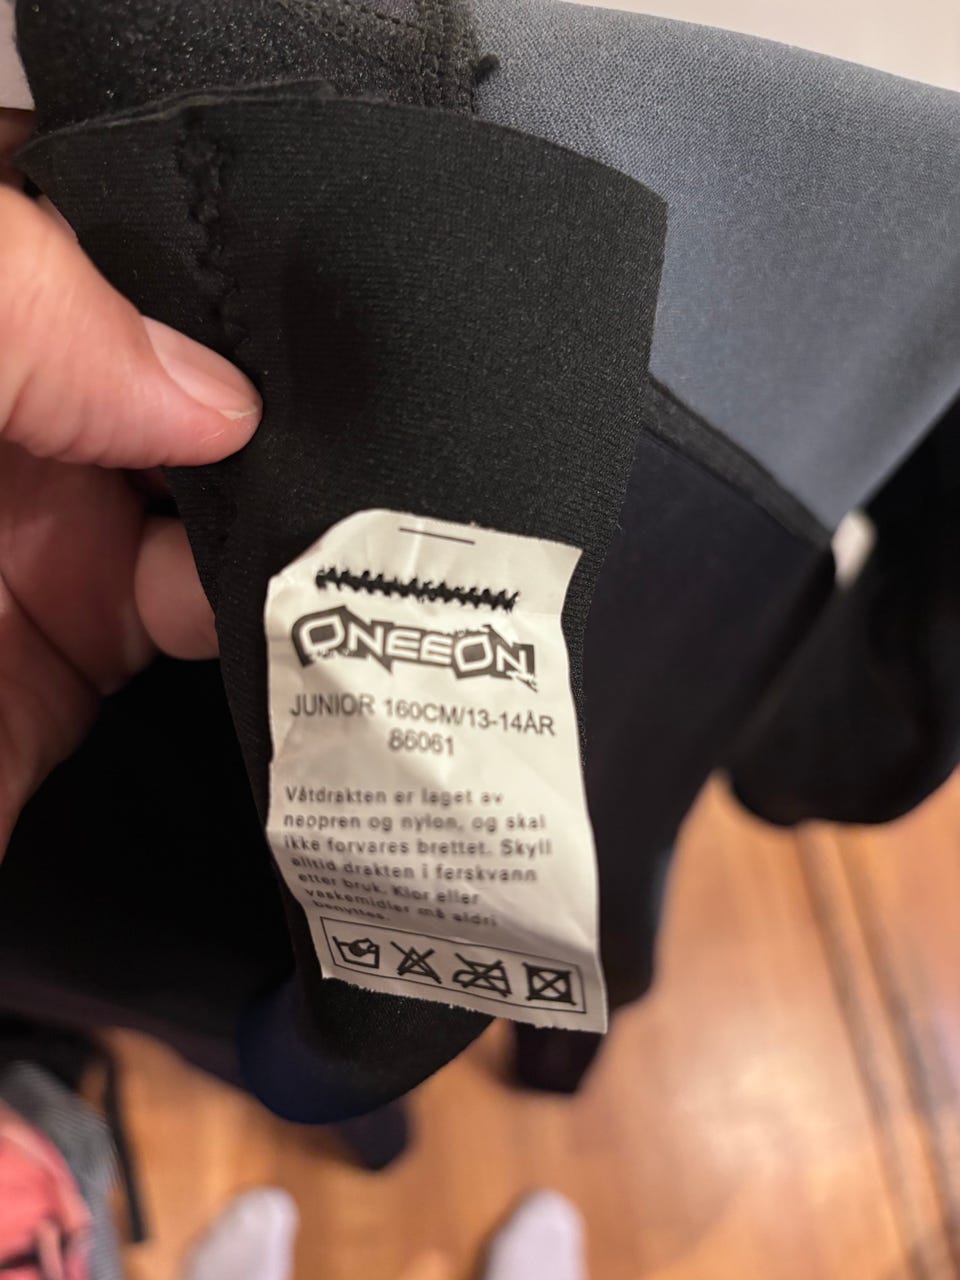 ONEEON
JUNIOR 160CM/13-14ÅR
86061
Våtdrakten er laget av
neopren og nylon, og skal
ikke forvares brettet. Skyll
alltid drakten i ferskvann
etter bruk. Klor eller
vaskemidler må aldri
benyttes.